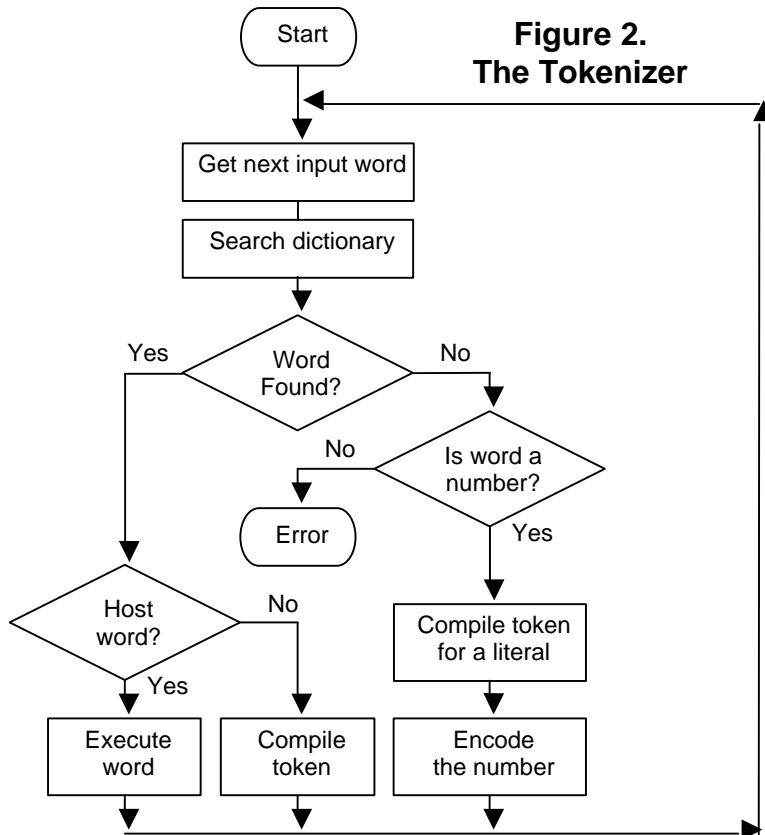 Start
Figure 2.
The Tokenizer
Get next input word
Search dictionary
Yes
No
Word
Found?
No
Is word a
number?
Error
Yes
Host
word?
No
Yes
Compile token
for a literal
Execute
word
Compile
token
Encode
the number